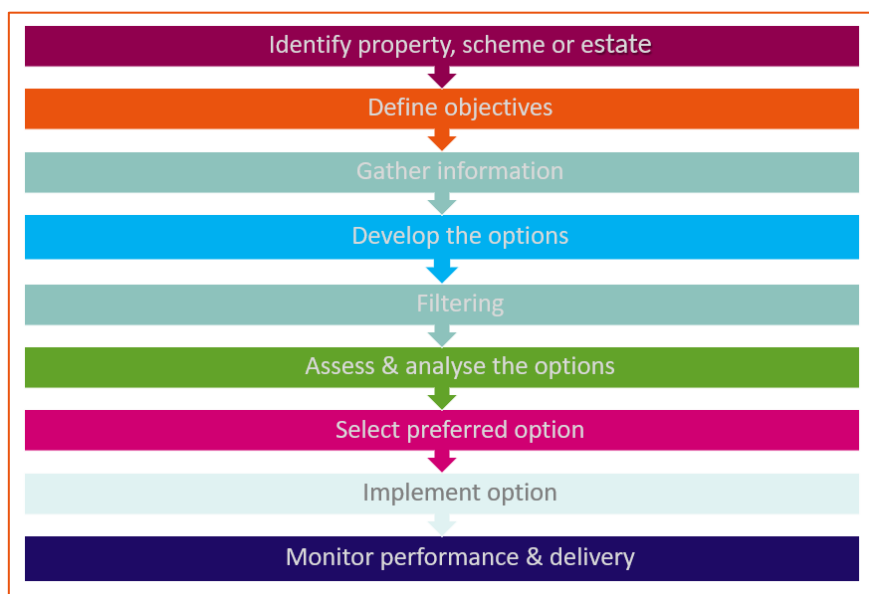 Identify property, scheme or estate
Define objectives
Gather information
Develop the options
Filtering
Assess & analyse the options
Select preferred option
Implement option
Monitor performance & delivery